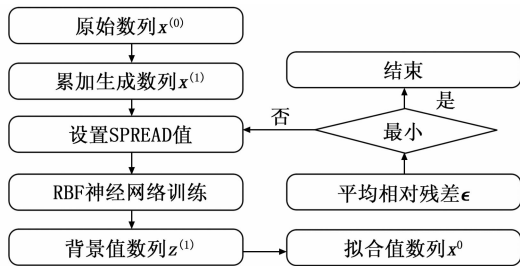 原始数列x⁽⁰⁾
累加生成数列x⁽¹⁾
设置SPREAD值
RBF神经网络训练
背景值数列z⁽¹⁾
拟合值数列x⁰
平均相对残差ϵ
最小
否
是
结束